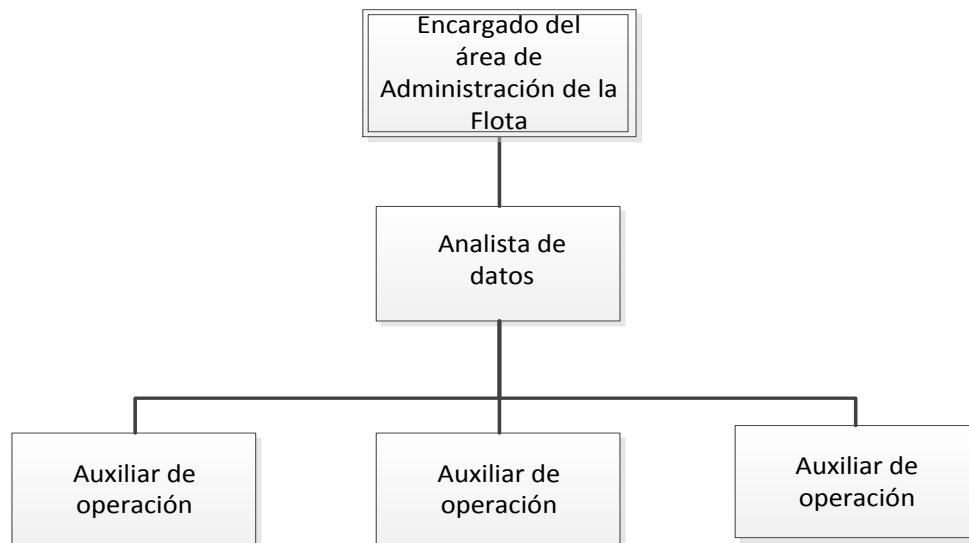 Encargado del
área de
Administración de la
Flota
Analista de
datos
Auxiliar de
operación
Auxiliar de
operación
Auxiliar de
operación